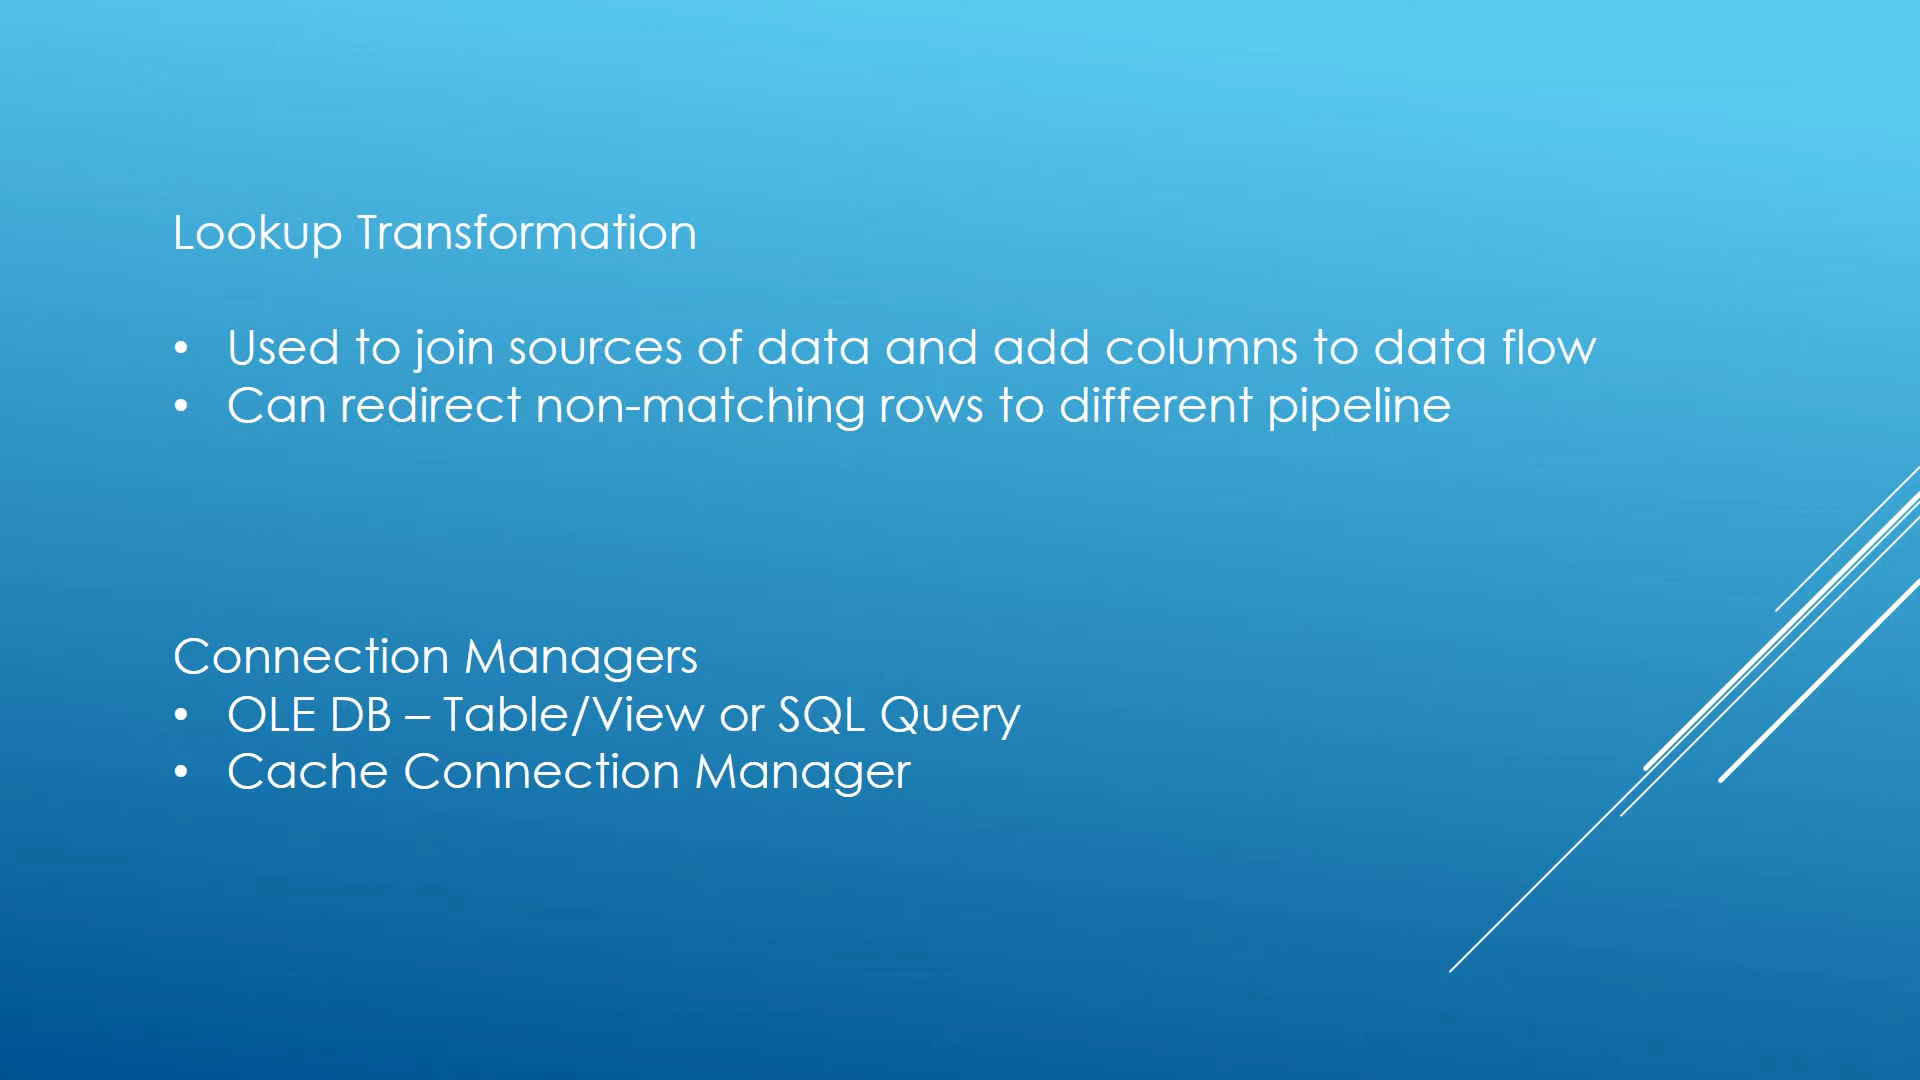 Lookup Transformation
• Used to join sources of data and add columns to data flow
• Can redirect non-matching rows to different pipeline
Connection Managers
• OLE DB – Table/View or SQL Query
• Cache Connection Manager